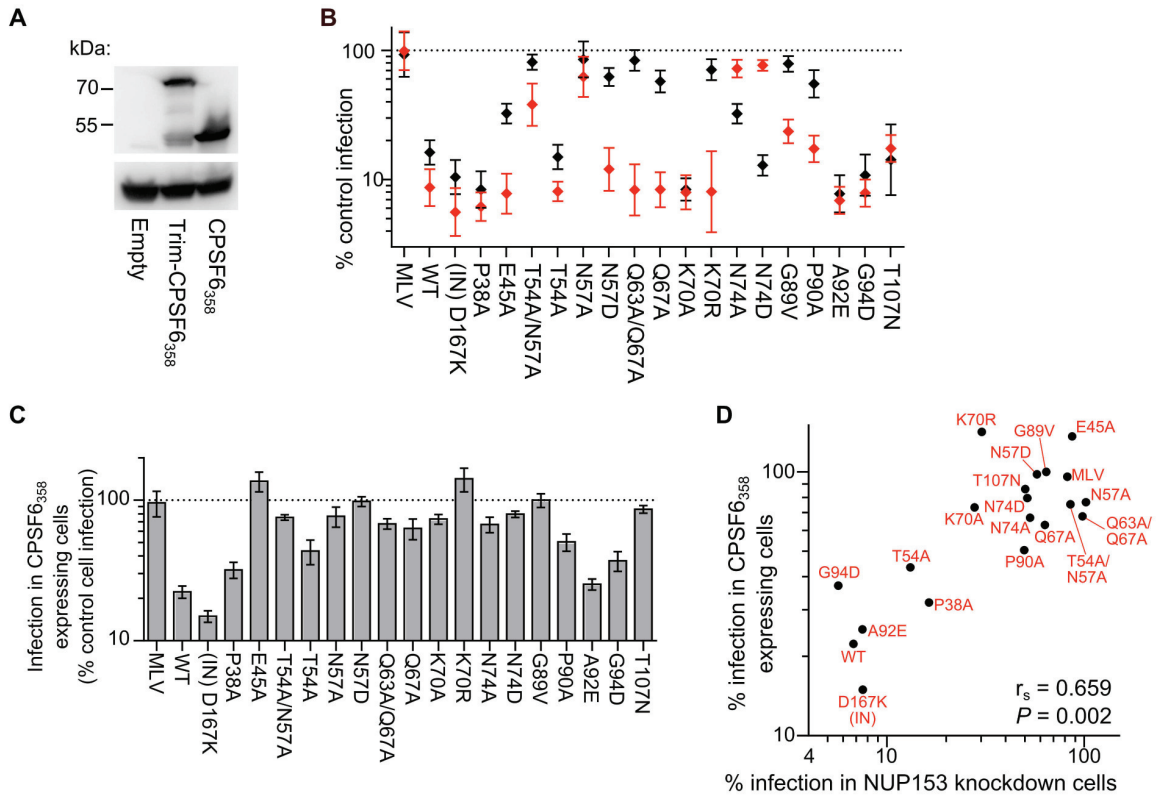 A
kDa:
70
55
Empty
Trim-CPSF6358
CPSF6358
B
% control infection
100
10
MLV
WT
(IN) D167K
P38A
E45A
T54A/N57A
T54A
N57A
N57D
Q63A/Q67A
Q67A
K70A
K70R
N74A
N74D
G89V
P90A
A92E
G94D
T107N
C
Infection in CPSF6358
expressing cells
(% control cell infection)
100
10
MLV
WT
(IN) D167K
P38A
E45A
T54A/N57A
T54A
N57A
N57D
Q63A/Q67A
Q67A
K70A
K70R
N74A
N74D
G89V
P90A
A92E
G94D
T107N
D
% infection in CPSF6358
expressing cells
100
10
K70R
G89V
E45A
N57D
MLV
T107N
N57A
N74D
K70A
N74A
Q63A/
Q67A
Q67A
T54A/
N57A
P90A
T54A
G94D
P38A
A92E
WT
D167K
(IN)
rs = 0.659
P = 0.002
4
10
100
% infection in NUP153 knockdown cells